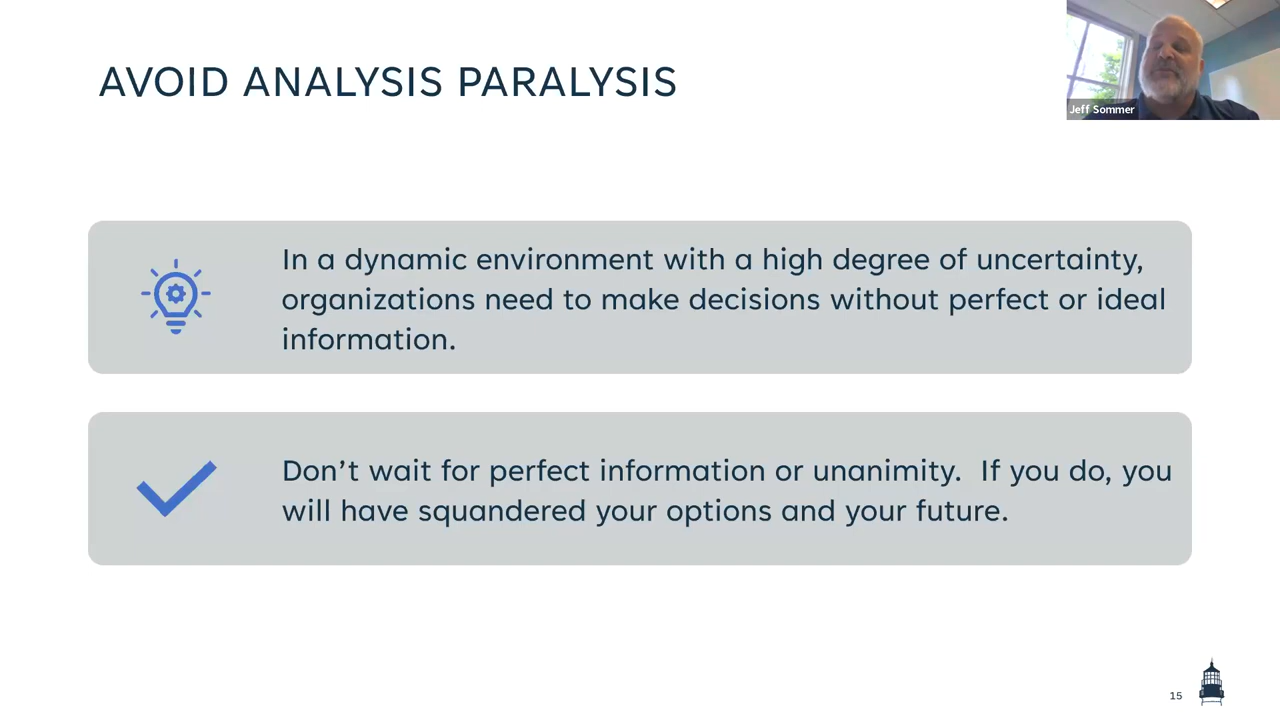 AVOID ANALYSIS PARALYSIS
Jeff Sommer
In a dynamic environment with a high degree of uncertainty,
organizations need to make decisions without perfect or ideal
information.
Don’t wait for perfect information or unanimity.  If you do, you
will have squandered your options and your future.
15